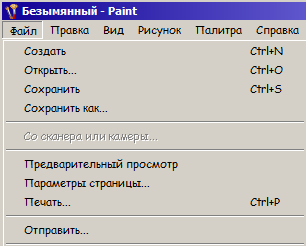 Безымянный - Paint
Файл Правка Вид Рисунок Палитра Справка
Создать Ctrl+N
Открыть... Ctrl+O
Сохранить Ctrl+S
Сохранить как...
Со сканера или камеры...
Предварительный просмотр
Параметры страницы...
Печать... Ctrl+P
Отправить...